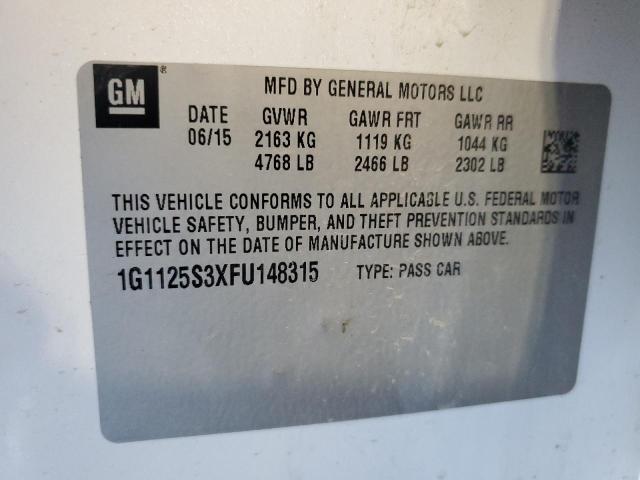 GM ®
MFD BY GENERAL MOTORS LLC
DATE GVWR GAWR FRT GAWR RR
06/15 2163 KG 1119 KG 1044 KG
4768 LB 2466 LB 2302 LB
THIS VEHICLE CONFORMS TO ALL APPLICABLE U.S. FEDERAL MOTOR
VEHICLE SAFETY, BUMPER, AND THEFT PREVENTION STANDARDS IN
EFFECT ON THE DATE OF MANUFACTURE SHOWN ABOVE.
1G1125S3XFU148315 TYPE: PASS CAR